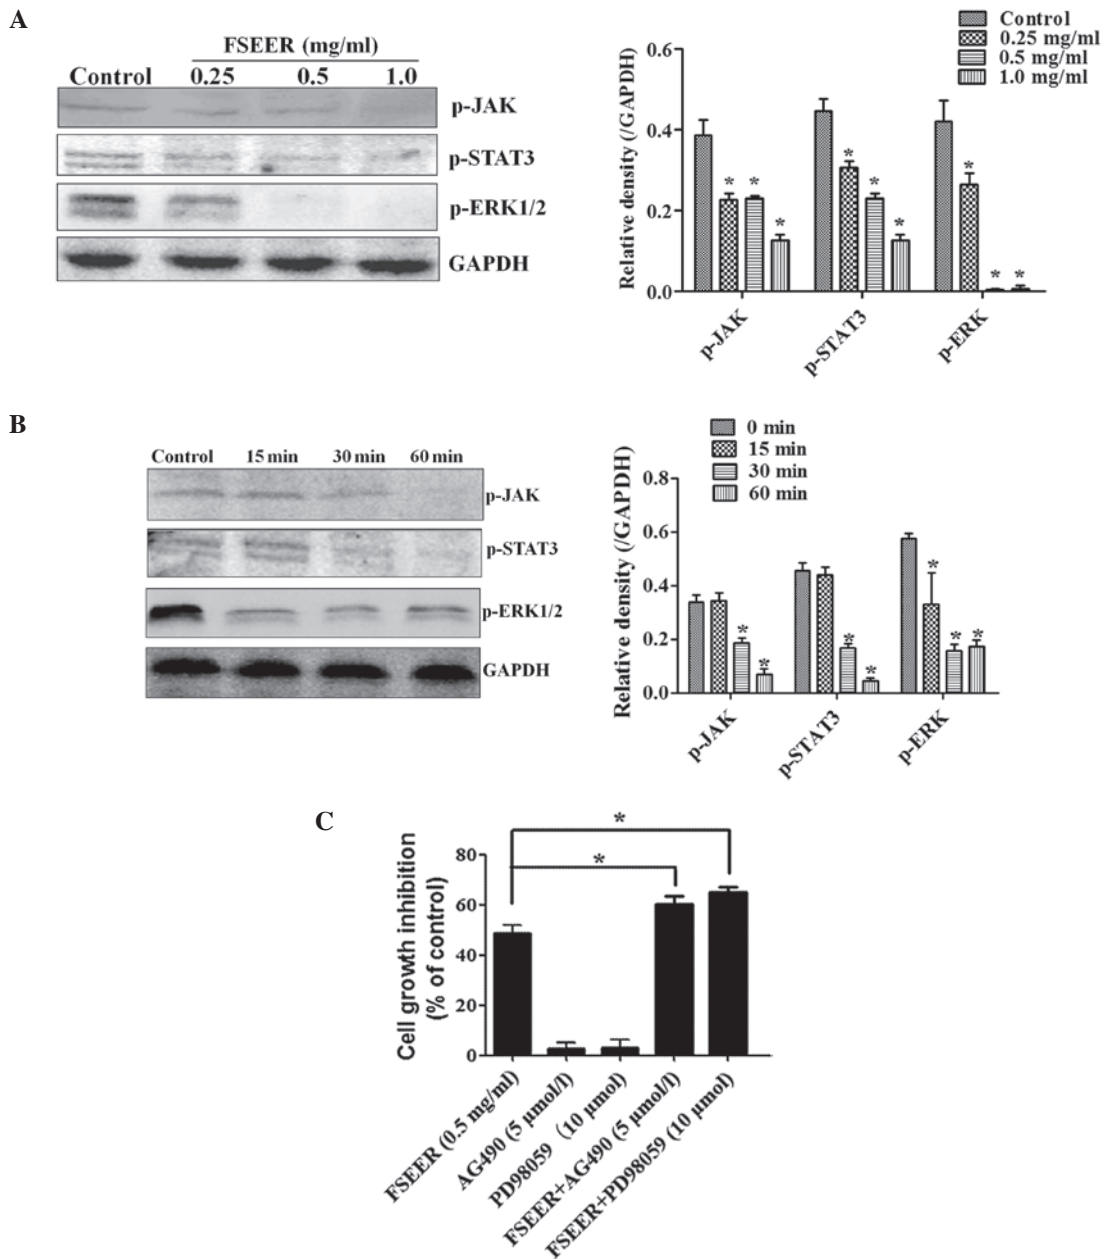 A
FSEER (mg/ml)
Control 0.25 0.5 1.0
p-JAK
p-STAT3
p-ERK1/2
GAPDH
Control
0.25 mg/ml
0.5 mg/ml
1.0 mg/ml
Relative density (/GAPDH)
0.6
0.4
0.2
0.0
* * *
* * *
* * *
p-JAK
p-STAT3
p-ERK
B
Control 15 min 30 min 60 min
p-JAK
p-STAT3
p-ERK1/2
GAPDH
0 min
15 min
30 min
60 min
Relative density (/GAPDH)
0.8
0.6
0.4
0.2
0.0
* *
* *
* * *
p-JAK
p-STAT3
p-ERK
C
Cell growth inhibition
(% of control)
80
60
40
20
0
*
*
FSEER (0.5 mg/ml)
AG490 (5 µmol/l)
PD98059 (10 µmol)
FSEER+AG490 (5 µmol/l)
FSEER+PD98059 (10 µmol)